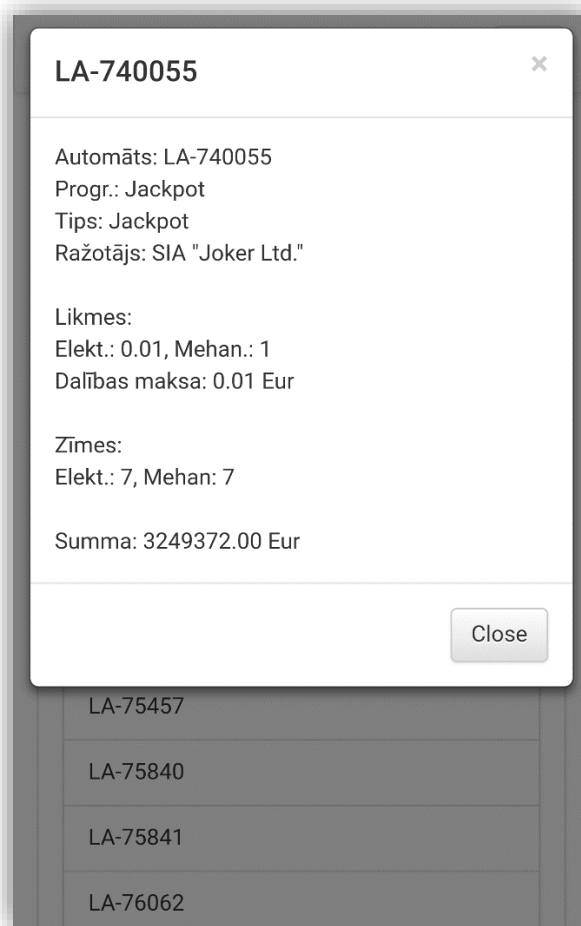 LA-740055
×
Automāts: LA-740055
Progr.: Jackpot
Tips: Jackpot
Ražotājs: SIA "Joker Ltd."
Likmes:
Elekt.: 0.01, Mehan.: 1
Dalības maksa: 0.01 Eur
Zīmes:
Elekt.: 7, Mehan: 7
Summa: 3249372.00 Eur
Close
LA-75457
LA-75840
LA-75841
LA-76062